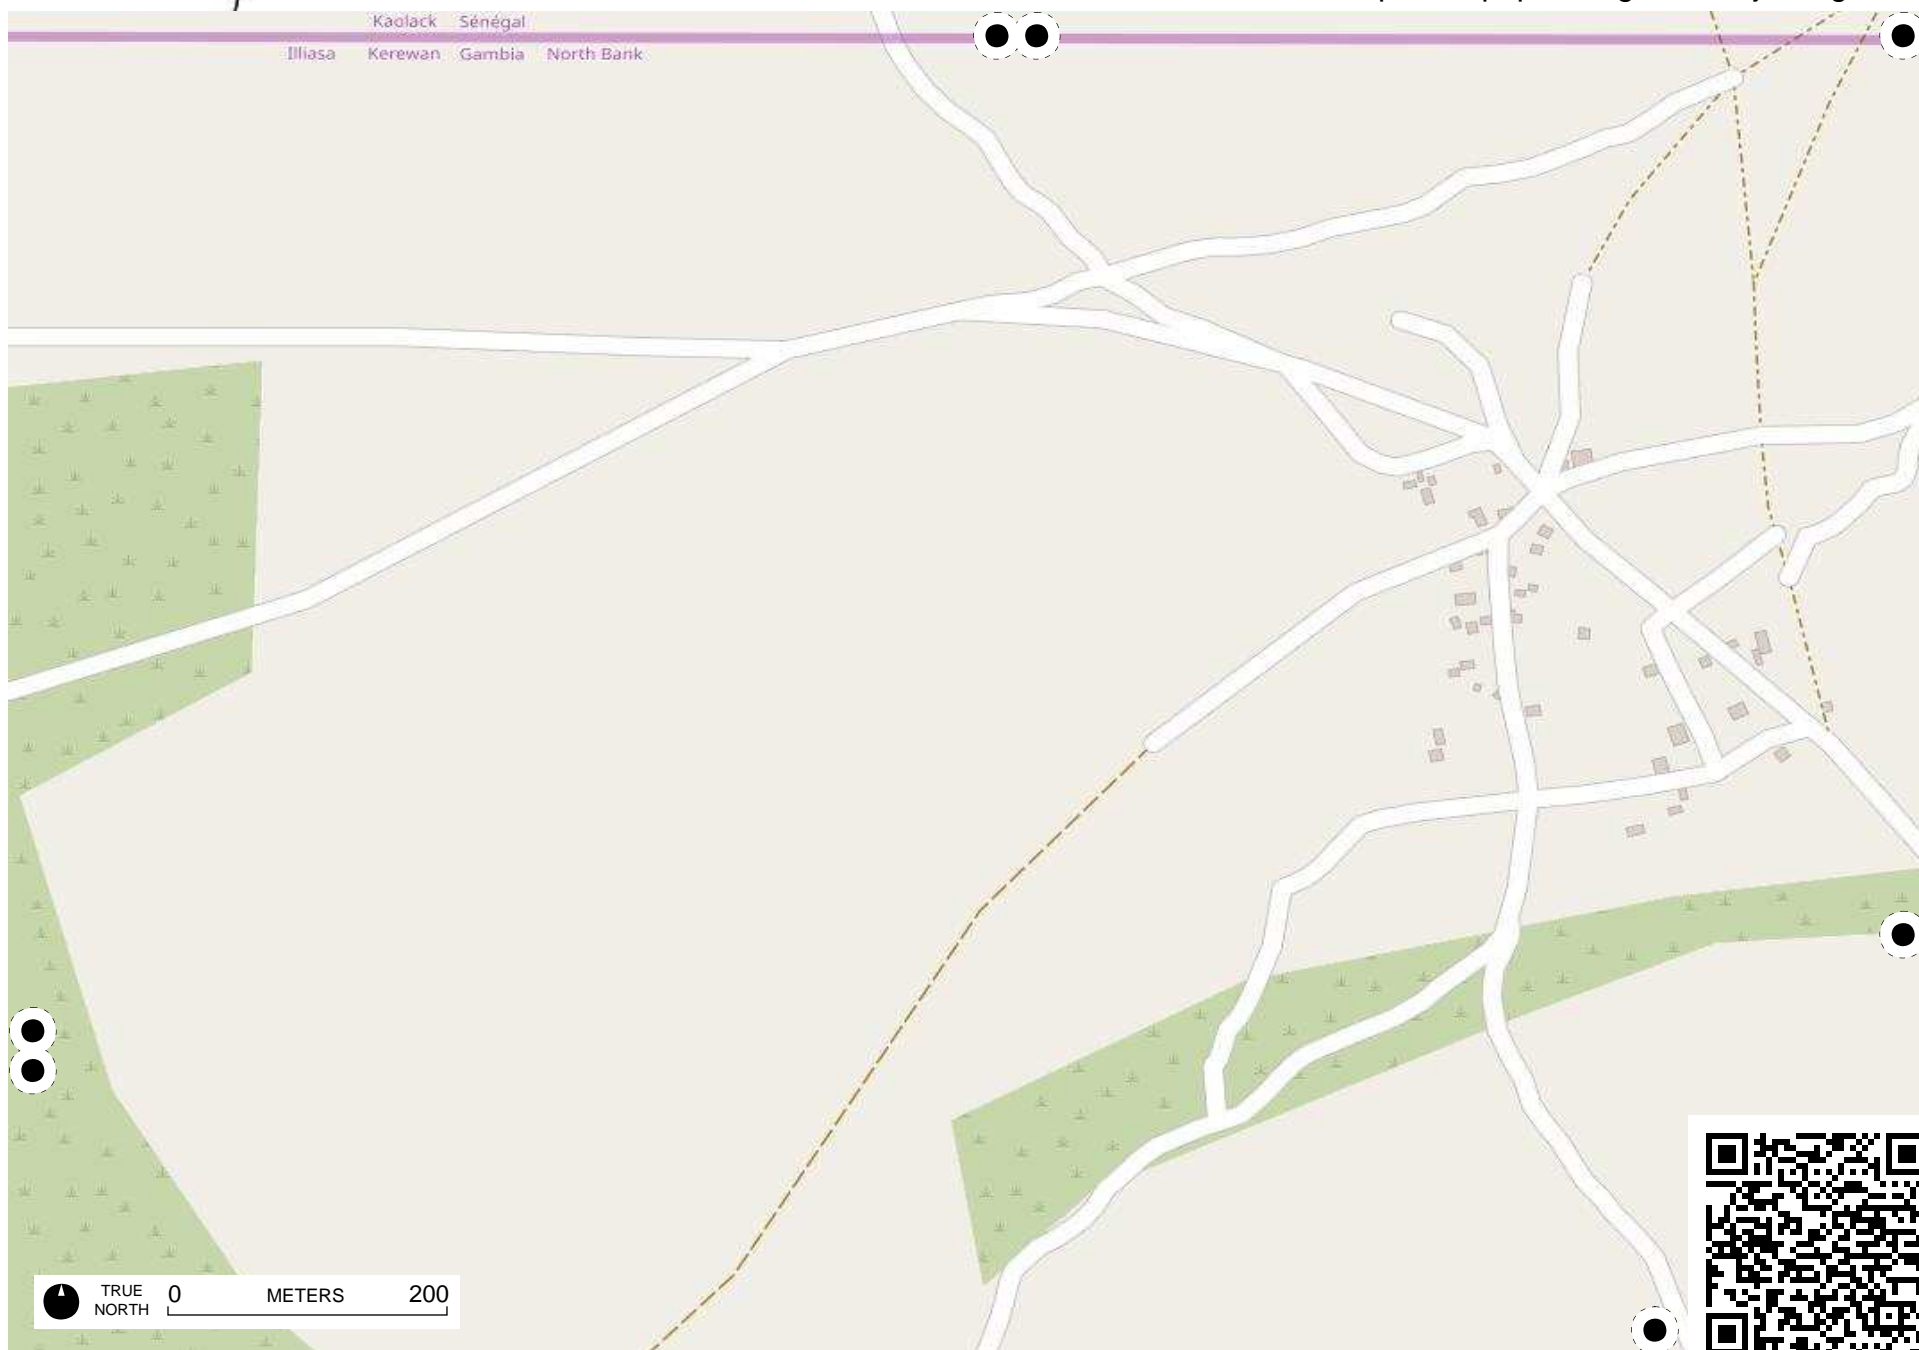 Kaolack Sénégal
Illiasa Kerewan Gambia North Bank
TRUE NORTH 0 METERS 200